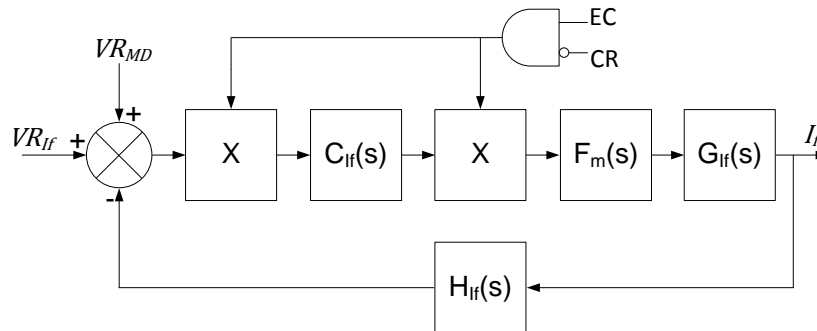 EC
CR
VR_MD
VR_If
+
+
-
X
C_If(s)
X
F_m(s)
G_If(s)
H_If(s)